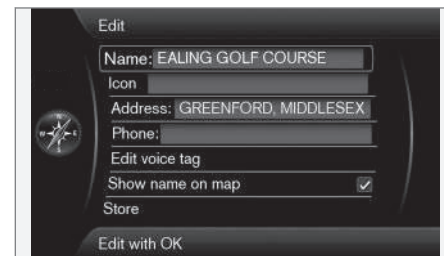 Edit
Name: EALING GOLF COURSE
Icon
Address: GREENFORD, MIDDLESEX
Phone:
Edit voice tag
Show name on map
Store
Edit with OK